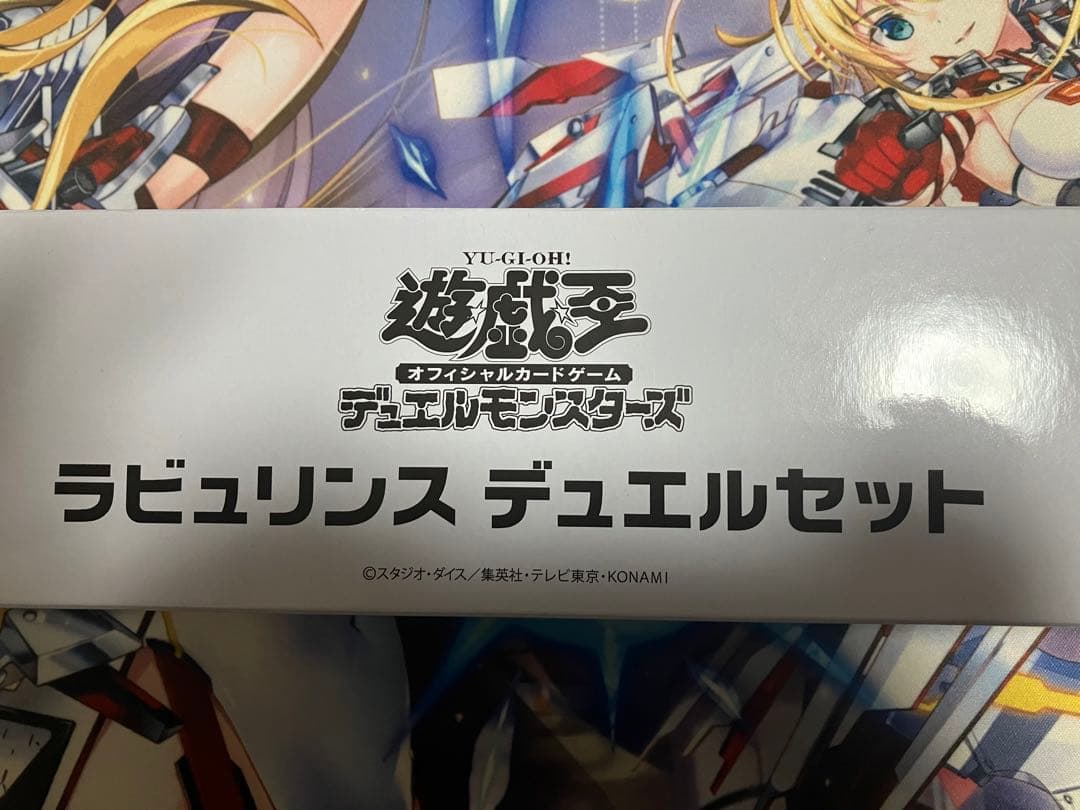 YU-GI-OH!
遊☆戯☆王
オフィシャルカードゲーム
デュエルモンスターズ
ラビュリンス デュエルセット
©スタジオ・ダイス／集英社・テレビ東京・KONAMI